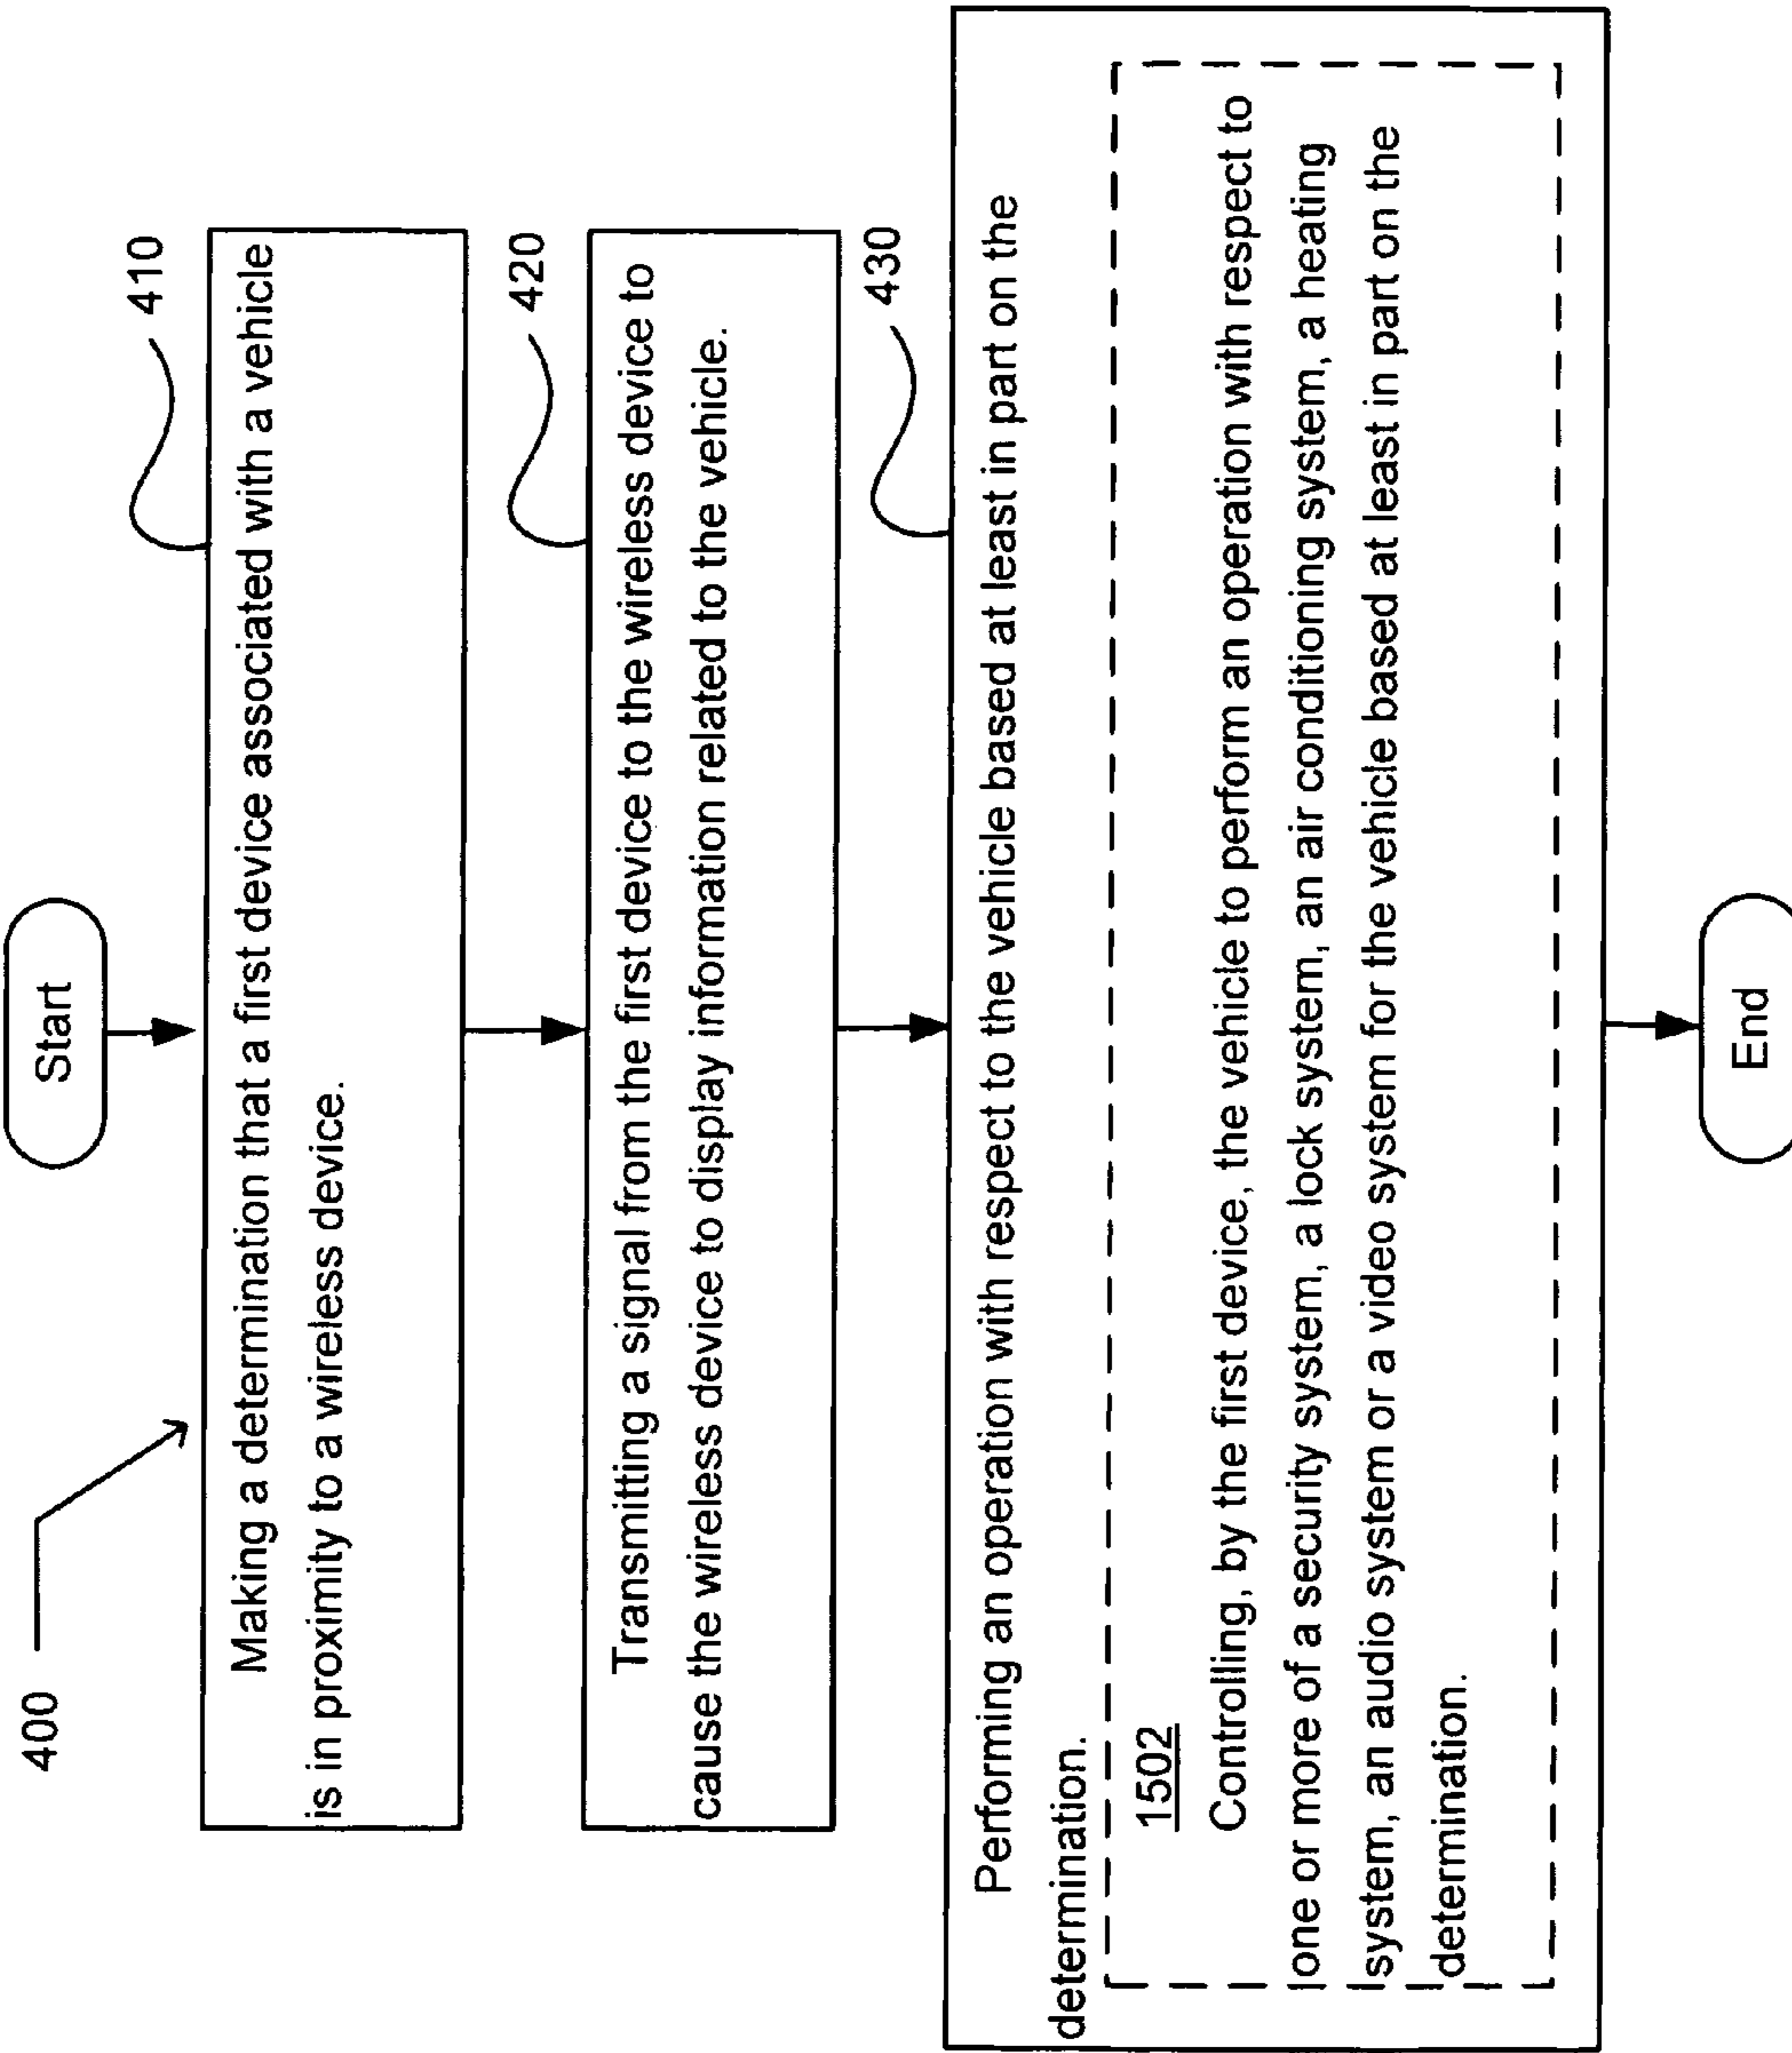 400
Start
410
Making a determination that a first device associated with a vehicle
is in proximity to a wireless device.
420
Transmitting a signal from the first device to the wireless device to
cause the wireless device to display information related to the vehicle.
430
Performing an operation with respect to the vehicle based at least in part on the
determination.
1502
Controlling, by the first device, the vehicle to perform an operation with respect to
one or more of a security system, a lock system, an air conditioning system, a heating
system, an audio system or a video system for the vehicle based at least in part on the
determination.
End